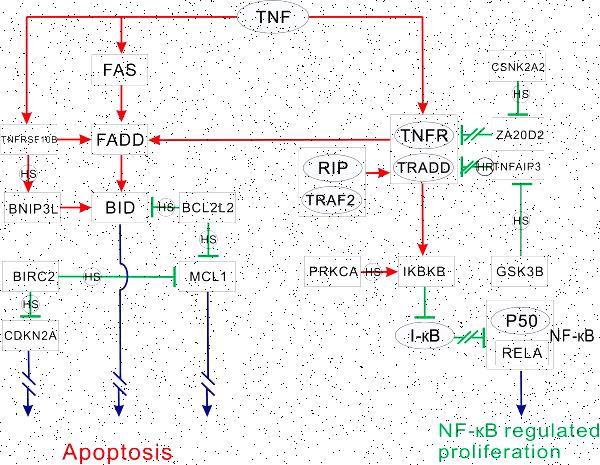 TNF
FAS
CSNK2A2
HS
TNFRSF10B
FADD
TNFR
ZA20D2
RIP
TRADD
HR
TNFAIP3
HS
TRAF2
BNIP3L
BID
HS
BCL2L2
HS
HS
BIRC2
HS
MCL1
PRKCA
HS
IKBKB
GSK3B
HS
CDKN2A
I-κB
P50
NF-κB
RELA
Apoptosis
NF-κB regulated
proliferation